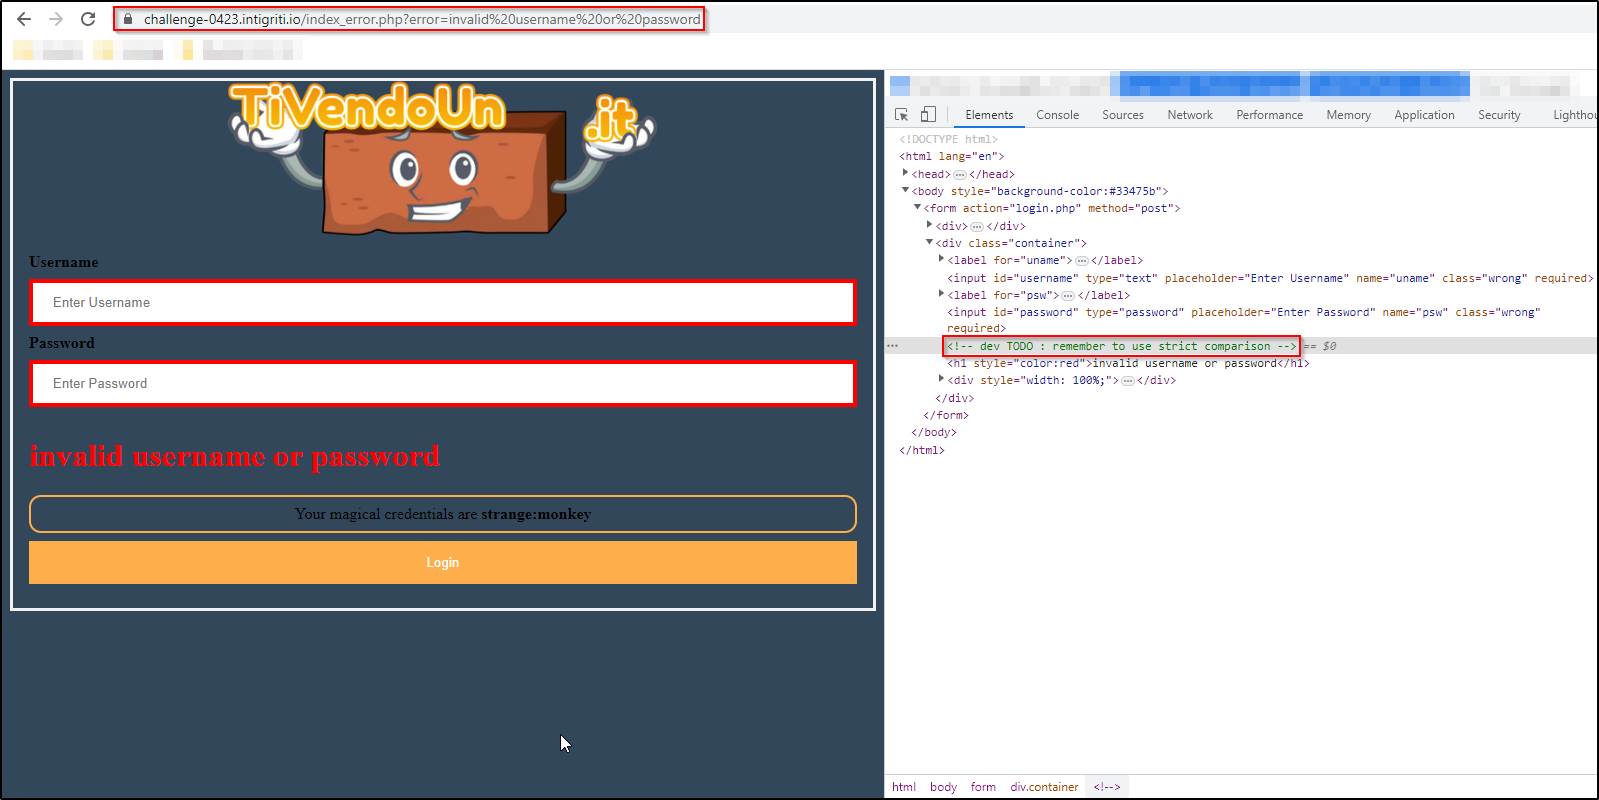 challenge-0423.intigriti.io/index_error.php?error=invalid%20username%20or%20password
TiVendoUn.it
Username
Enter Username
Password
Enter Password
invalid username or password
Your magical credentials are strange:monkey
Login
Elements Console Sources Network Performance Memory Application Security Lighthou
<!DOCTYPE html>
<html lang="en">
<head>…</head>
<body style="background-color:#33475b">
<form action="login.php" method="post">
<div>…</div>
<div class="container">
<label for="uname">…</label>
<input id="username" type="text" placeholder="Enter Username" name="uname" class="wrong" required>
<label for="psw">…</label>
<input id="password" type="password" placeholder="Enter Password" name="psw" class="wrong"
required>
<!-- dev TODO : remember to use strict comparison --> == $0
<h1 style="color:red">invalid username or password</h1>
<div style="width: 100%;">…</div>
</div>
</form>
</body>
</html>
html body form div.container <!-->